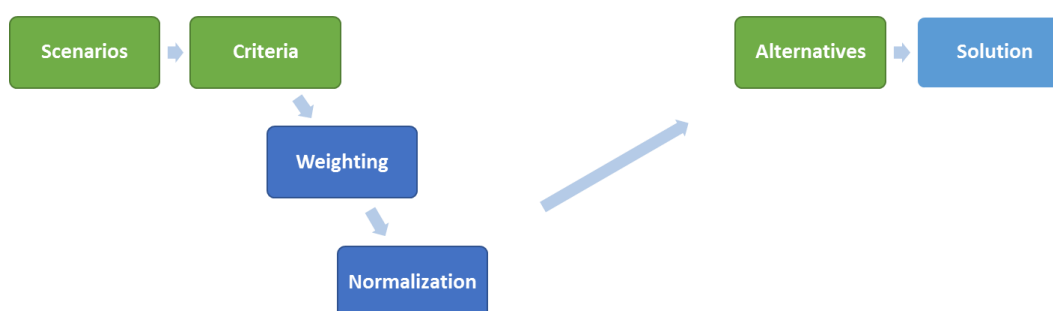 Scenarios
Criteria
Alternatives
Solution
Weighting
Normalization